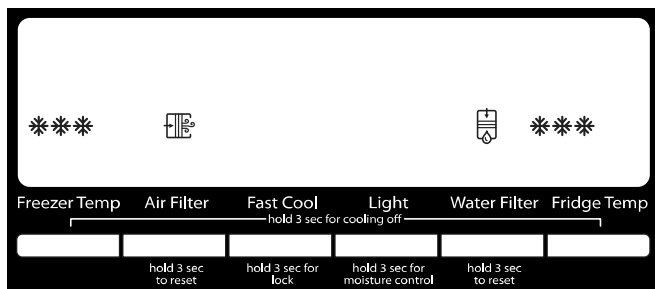 Freezer Temp Air Filter Fast Cool Light Water Filter Fridge Temp
hold 3 sec for cooling off
hold 3 sec
to reset
hold 3 sec for
lock
hold 3 sec for
moisture control
hold 3 sec
to reset